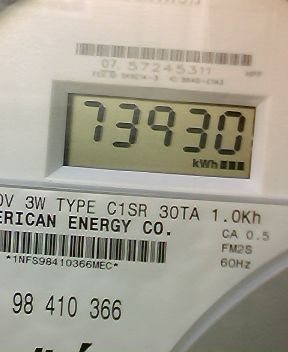 07 57245311
73930
kWh
0V 3W TYPE C1SR 30TA 1.0Kh
ERICAN ENERGY CO.
CA 0.5
*1NFS98410366MEC*
FM2S
60Hz
98 410 366